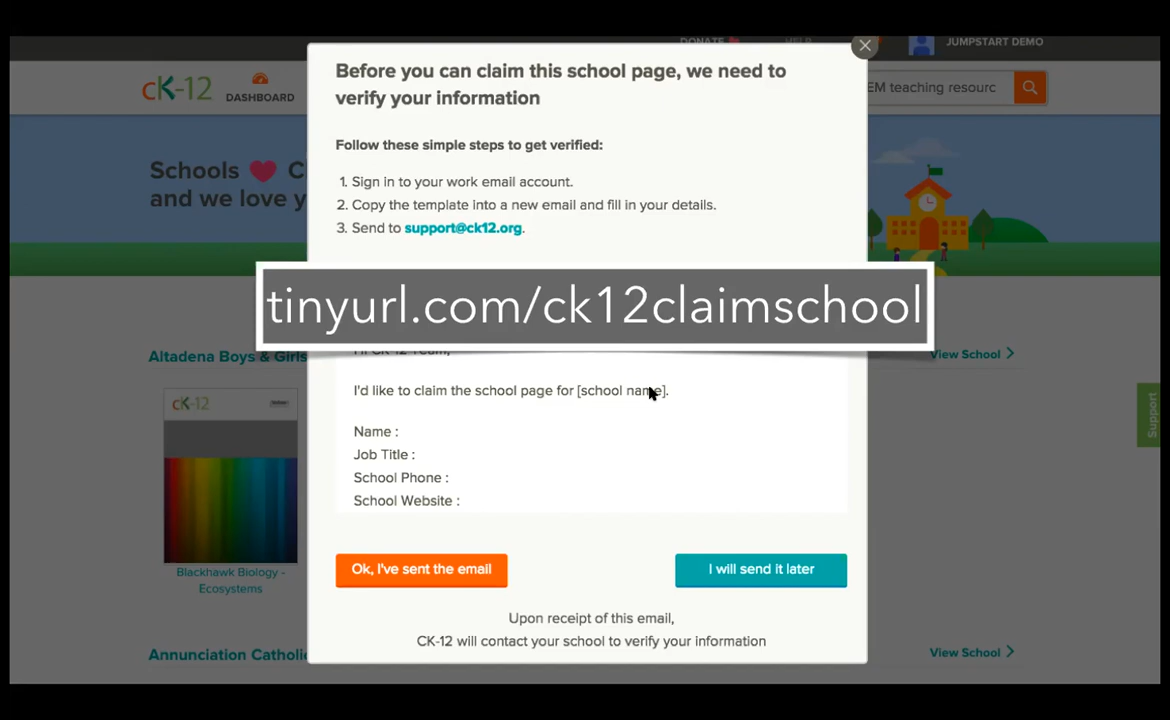 DONATE
HELP
JUMPSTART DEMO
cK-12
DASHBOARD
EM teaching resourc
Schools
and we love y
Before you can claim this school page, we need to
verify your information
Follow these simple steps to get verified:
1. Sign in to your work email account.
2. Copy the template into a new email and fill in your details.
3. Send to support@ck12.org.
tinyurl.com/ck12claimschool
Hi CK-12 Team,
Altadena Boys & Girls
View School
cK-12
I'd like to claim the school page for [school name].
Name :
Job Title :
School Phone :
School Website :
Support
Ok, I've sent the email
I will send it later
Blackhawk Biology -
Ecosystems
Upon receipt of this email,
CK-12 will contact your school to verify your information
Annunciation Catholic
View School